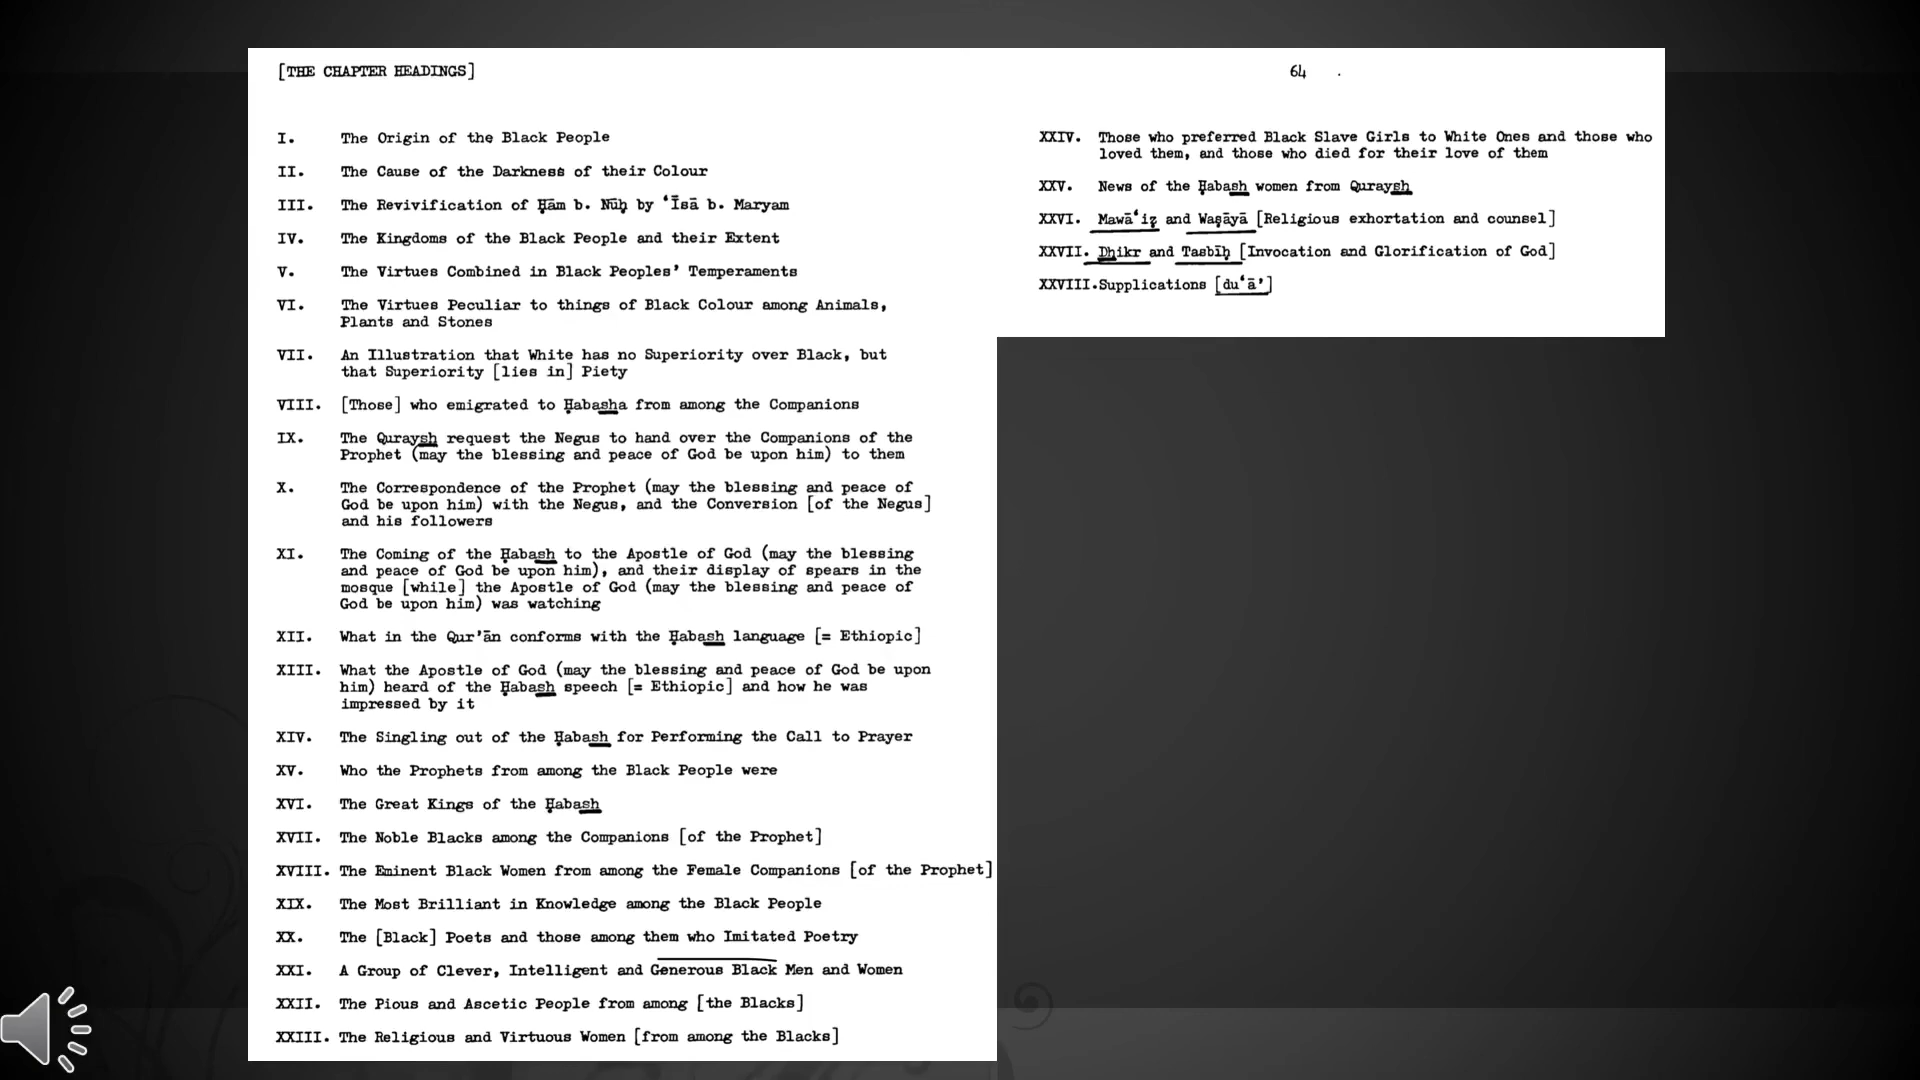 [THE CHAPTER HEADINGS]
I. The Origin of the Black People
II. The Cause of the Darkness of their Colour
III. The Revivification of Ḥām b. Nūḥ by ‘Īsā b. Maryam
IV. The Kingdoms of the Black People and their Extent
V. The Virtues Combined in Black Peoples’ Temperaments
VI. The Virtues Peculiar to things of Black Colour among Animals,
Plants and Stones
VII. An Illustration that White has no Superiority over Black, but
that Superiority [lies in] Piety
VIII. [Those] who emigrated to Ḥabasha from among the Companions
IX. The Quraysh request the Negus to hand over the Companions of the
Prophet (may the blessing and peace of God be upon him) to them
X. The Correspondence of the Prophet (may the blessing and peace of
God be upon him) with the Negus, and the Conversion [of the Negus]
and his followers
XI. The Coming of the Ḥabash to the Apostle of God (may the blessing
and peace of God be upon him), and their display of spears in the
mosque [while] the Apostle of God (may the blessing and peace of
God be upon him) was watching
XII. What in the Qur’ān conforms with the Ḥabash language [= Ethiopic]
XIII. What the Apostle of God (may the blessing and peace of God be upon
him) heard of the Ḥabash speech [= Ethiopic] and how he was
impressed by it
XIV. The Singling out of the Ḥabash for Performing the Call to Prayer
XV. Who the Prophets from among the Black People were
XVI. The Great Kings of the Ḥabash
XVII. The Noble Blacks among the Companions [of the Prophet]
XVIII. The Eminent Black Women from among the Female Companions [of the Prophet]
XIX. The Most Brilliant in Knowledge among the Black People
XX. The [Black] Poets and those among them who Imitated Poetry
XXI. A Group of Clever, Intelligent and Generous Black Men and Women
XXII. The Pious and Ascetic People from among [the Blacks]
XXIII. The Religious and Virtuous Women [from among the Blacks]
64
XXIV. Those who preferred Black Slave Girls to White Ones and those who
loved them, and those who died for their love of them
XXV. News of the Ḥabash women from Quraysh
XXVI. Mawā‘iẓ and Waṣāyā [Religious exhortation and counsel]
XXVII. Dhikr and Tasbīḥ [Invocation and Glorification of God]
XXVIII. Supplications [du‘ā’]